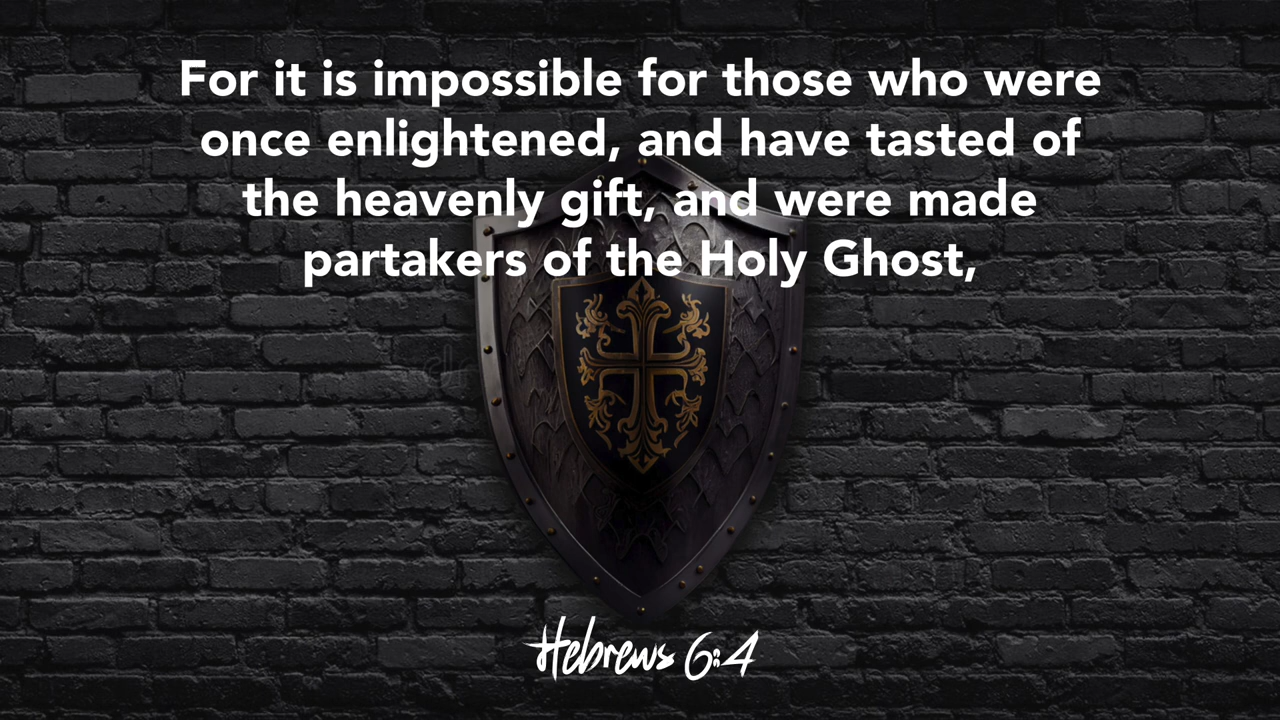 For it is impossible for those who were
once enlightened, and have tasted of
the heavenly gift, and were made
partakers of the Holy Ghost,
Hebrews 6:4